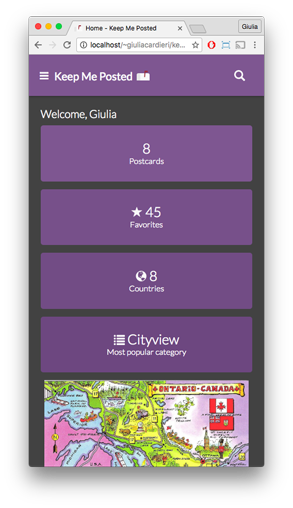 Home - Keep Me Posted
Giulia
localhost/~giuliacardieri/ke...
Keep Me Posted
Welcome, Giulia
8
Postcards
45
Favorites
8
Countries
Cityview
Most popular category
ONTARIO-CANADA